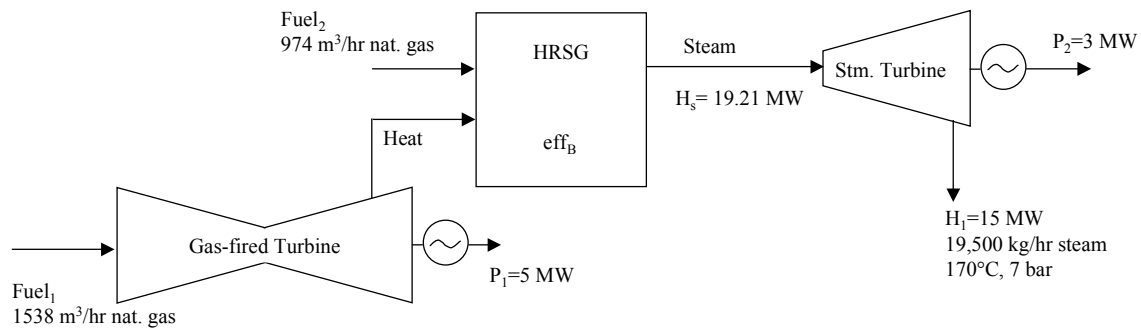 Fuel₂
974 m³/hr nat. gas
HRSG
eff_B
Steam
Hₛ= 19.21 MW
Stm. Turbine
P₂=3 MW
Heat
H₁=15 MW
19,500 kg/hr steam
170°C, 7 bar
Gas-fired Turbine
P₁=5 MW
Fuel₁
1538 m³/hr nat. gas